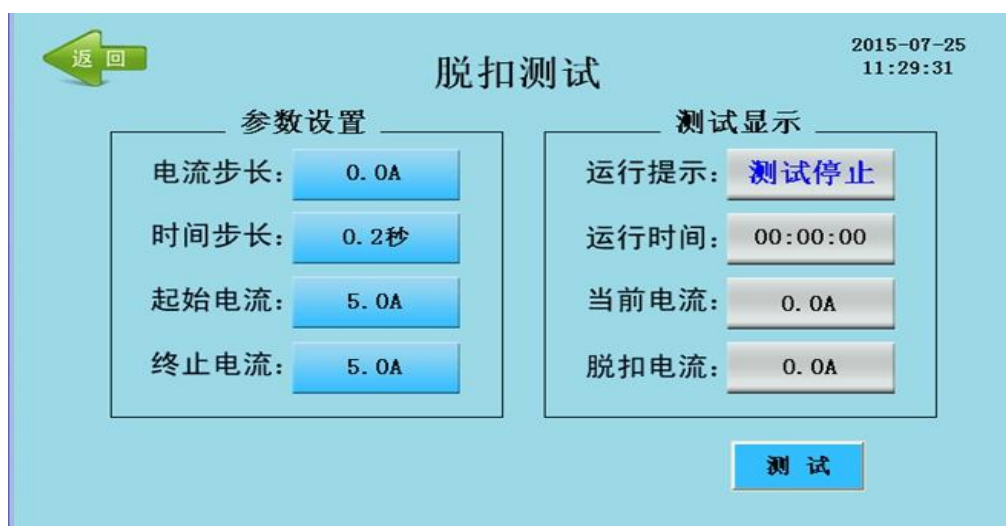 返回
脱扣测试
2015-07-25
11:29:31
参数设置
电流步长: 0.0A
时间步长: 0.2秒
起始电流: 5.0A
终止电流: 5.0A
测试显示
运行提示: 测试停止
运行时间: 00:00:00
当前电流: 0.0A
脱扣电流: 0.0A
测 试